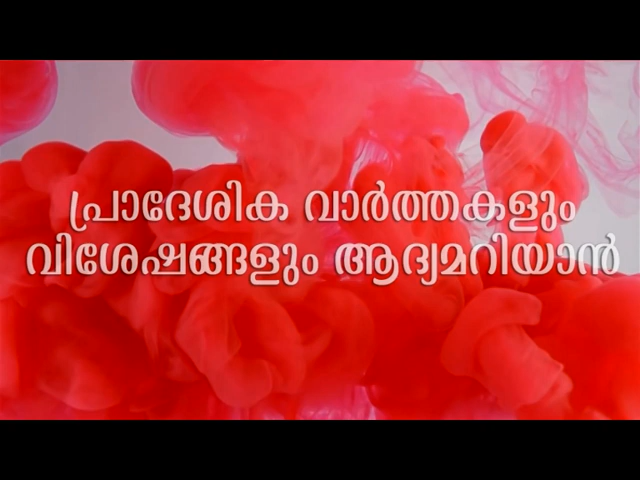 പ്രാദേശിക വാർത്തകളും
വിശേഷങ്ങളും ആദ്യമറിയാൻ